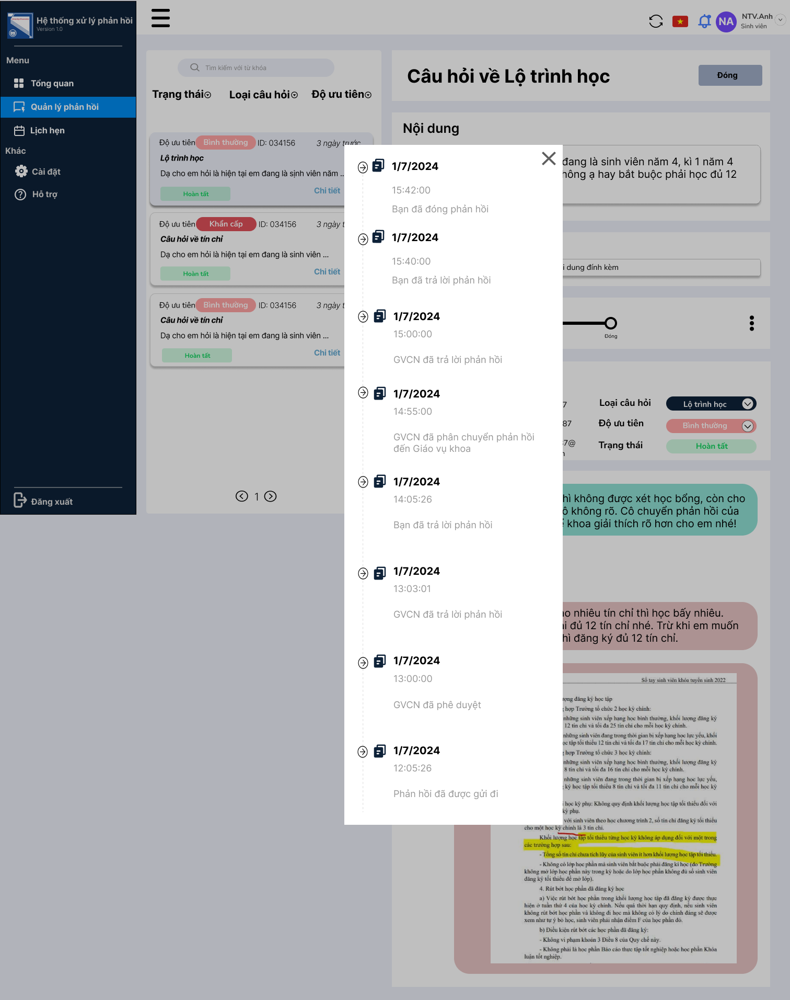 Hệ thống xử lý phản hồi
Version 1.0
Menu
Tổng quan
Quản lý phản hồi
Lịch hẹn
Khác
Cài đặt
Hỗ trợ
Đăng xuất
NA
NTV.Anh
Sinh viên
Tìm kiếm với từ khóa
Trạng thái
Loại câu hỏi
Độ ưu tiên
Độ ưu tiên Bình thường ID: 034156 3 ngày trước
Lộ trình học
Dạ cho em hỏi là hiện tại em đang là sinh viên năm ..
Hoàn tất
Chi tiết
Độ ưu tiên Khẩn cấp ID: 034156 3 ngày t
Câu hỏi về tín chỉ
Dạ cho em hỏi là hiện tại em đang là sinh viên ...
Hoàn tất
Chi tiết
Độ ưu tiên Bình thường ID: 034156 3 ngày t
Câu hỏi về tín chỉ
Dạ cho em hỏi là hiện tại em đang là sinh viên ...
Hoàn tất
Chi tiết
1
Câu hỏi về Lộ trình học
Đóng
Nội dung
đang là sinh viên năm 4, kì 1 năm 4
hông ạ hay bắt buộc phải học đủ 12
i dung đính kèm
Đóng
7
87
37@
n
Loại câu hỏi
Lộ trình học
Độ ưu tiên
Bình thường
Trạng thái
Hoàn tất
1/7/2024
15:42:00
Bạn đã đóng phản hồi
1/7/2024
15:40:00
Bạn đã trả lời phản hồi
1/7/2024
15:00:00
GVCN đã trả lời phản hồi
1/7/2024
14:55:00
GVCN đã phân chuyển phản hồi
đến Giáo vụ khoa
1/7/2024
14:05:26
Bạn đã trả lời phản hồi
1/7/2024
13:03:01
GVCN đã trả lời phản hồi
1/7/2024
13:00:00
GVCN đã phê duyệt
1/7/2024
12:05:26
Phản hồi đã được gửi đi
hì không được xét học bổng, còn cho
ô không rõ. Cô chuyển phản hồi của
khoa giải thích rõ hơn cho em nhé!
ao nhiêu tín chỉ thì học bấy nhiêu.
ải đủ 12 tín chỉ nhé. Trừ khi em muốn
hì đăng ký đủ 12 tín chỉ.
Sổ tay sinh viên khóa tuyển sinh 2022
ượng đăng ký học tập
g hợp Trường tổ chức 2 học kỳ chính:
những sinh viên xếp hạng học bình thường, khối lượng đăng ký
12 tín chỉ và tối đa 25 tín chỉ cho mỗi học kỳ chính.
những sinh viên đang trong thời gian bị xếp hạng học lực yếu, khối
ọc tập tối thiểu 12 tín chỉ và tối đa 17 tín chỉ cho mỗi học kỳ chính.
g hợp Trường tổ chức 3 học kỳ chính:
những sinh viên xếp hạng học bình thường, khối lượng đăng ký
8 tín chỉ và tối đa 16 tín chỉ cho mỗi học kỳ chính.
những sinh viên đang trong thời gian bị xếp hạng học lực yếu,
g ký học tập tối thiểu 8 tín chỉ và tối đa 11 tín chỉ cho mỗi học kỳ
i học kỳ phụ: Không quy định khối lượng học tập tối thiểu đối với
kỳ phụ.
với sinh viên theo học chương trình 2, số tín chỉ đăng ký tối thiểu
cho một học kỳ chính là 3 tín chỉ.
Khối lượng học tập tối thiểu từng học kỳ không áp dụng đối với một trong
các trường hợp sau:
- Tổng số tín chỉ chưa tích lũy của sinh viên ít hơn khối lượng học tập tối thiểu.
- Không có lớp học phần mà sinh viên bắt buộc phải đăng kí học (do Trường
không mở lớp học phần này trong kỳ hoặc do lớp học phần không đủ số sinh viên
đăng ký tối thiểu để mở lớp).
4. Rút bớt học phần đã đăng ký học
a) Việc rút bớt học phần trong khối lượng học tập đã đăng ký được thực
hiện ở tuần thứ 4 của học kỳ chính. Nếu quá thời hạn quy định, nếu sinh viên
không rút bớt học phần và không đi học mà không có lý do chính đáng sẽ được
xem như tự ý bỏ học, sinh viên phải nhận điểm F của học phần đó.
b) Điều kiện rút bớt các học phần đã đăng ký:
- Không vi phạm khoản 3 Điều 8 của Quy chế này.
- Không phải là học phần Báo cáo thực tập tốt nghiệp hoặc học phần Khóa
luận tốt nghiệp.